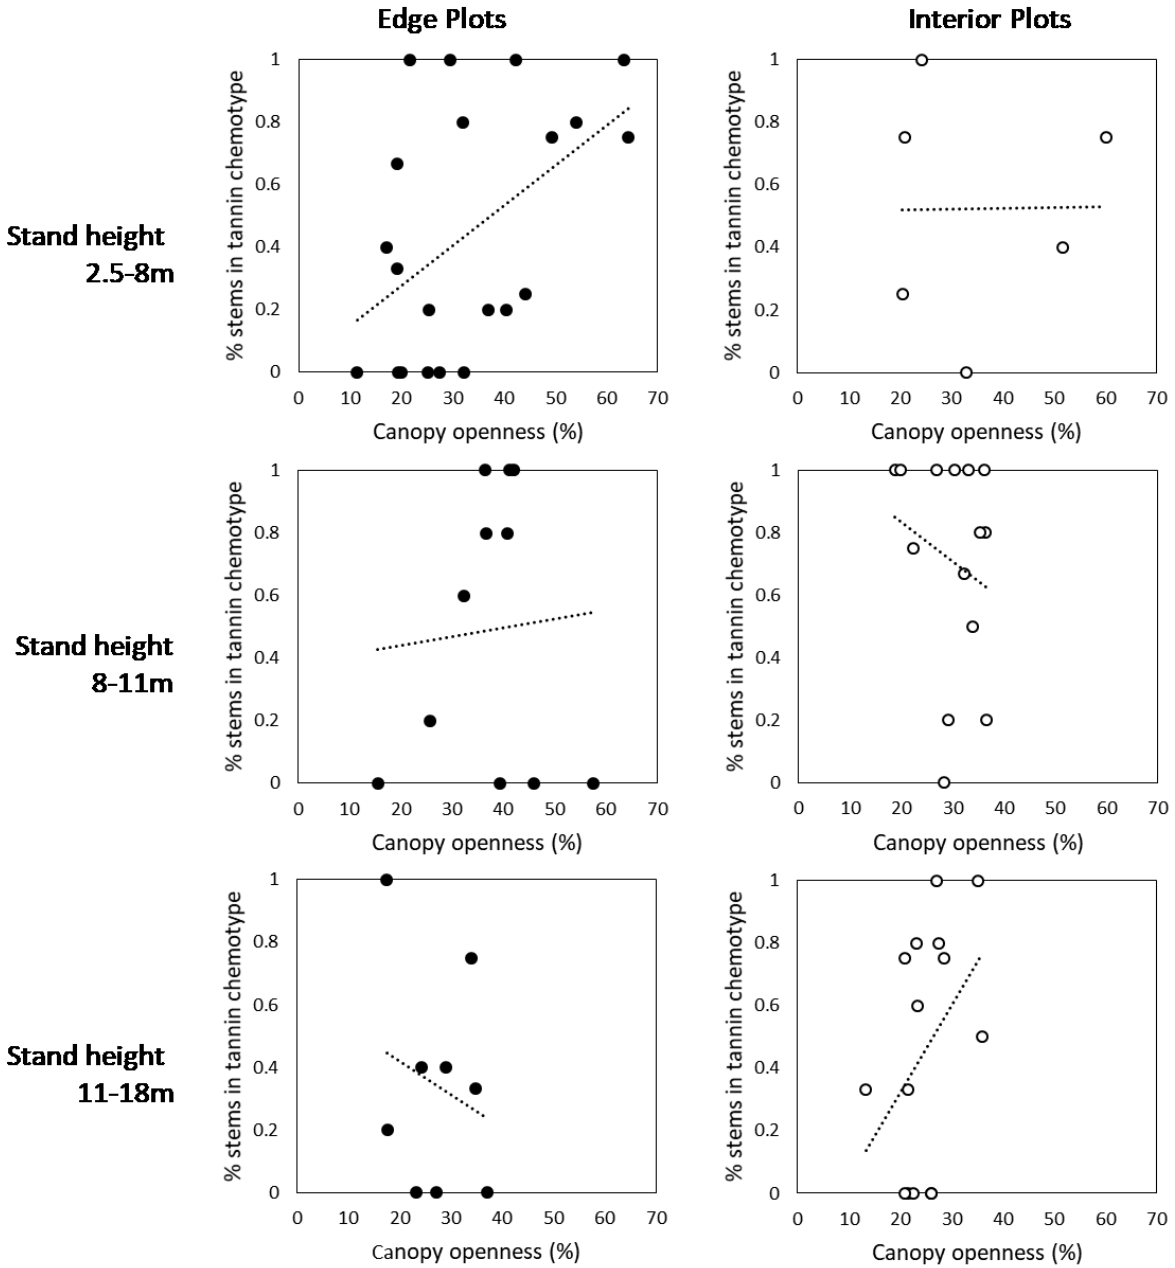 Edge Plots
Interior Plots
Stand height
2.5-8m
% stems in tannin chemotype
1
0.8
0.6
0.4
0.2
0
0 10 20 30 40 50 60 70
Canopy openness (%)
% stems in tannin chemotype
1
0.8
0.6
0.4
0.2
0
0 10 20 30 40 50 60 70
Canopy openness (%)
Stand height
8-11m
% stems in tannin chemotype
1
0.8
0.6
0.4
0.2
0
0 10 20 30 40 50 60 70
Canopy openness (%)
% stems in tannin chemotype
1
0.8
0.6
0.4
0.2
0
0 10 20 30 40 50 60 70
Canopy openness (%)
Stand height
11-18m
% stems in tannin chemotype
1
0.8
0.6
0.4
0.2
0
0 10 20 30 40 50 60 70
Canopy openness (%)
% stems in tannin chemotype
1
0.8
0.6
0.4
0.2
0
0 10 20 30 40 50 60 70
Canopy openness (%)